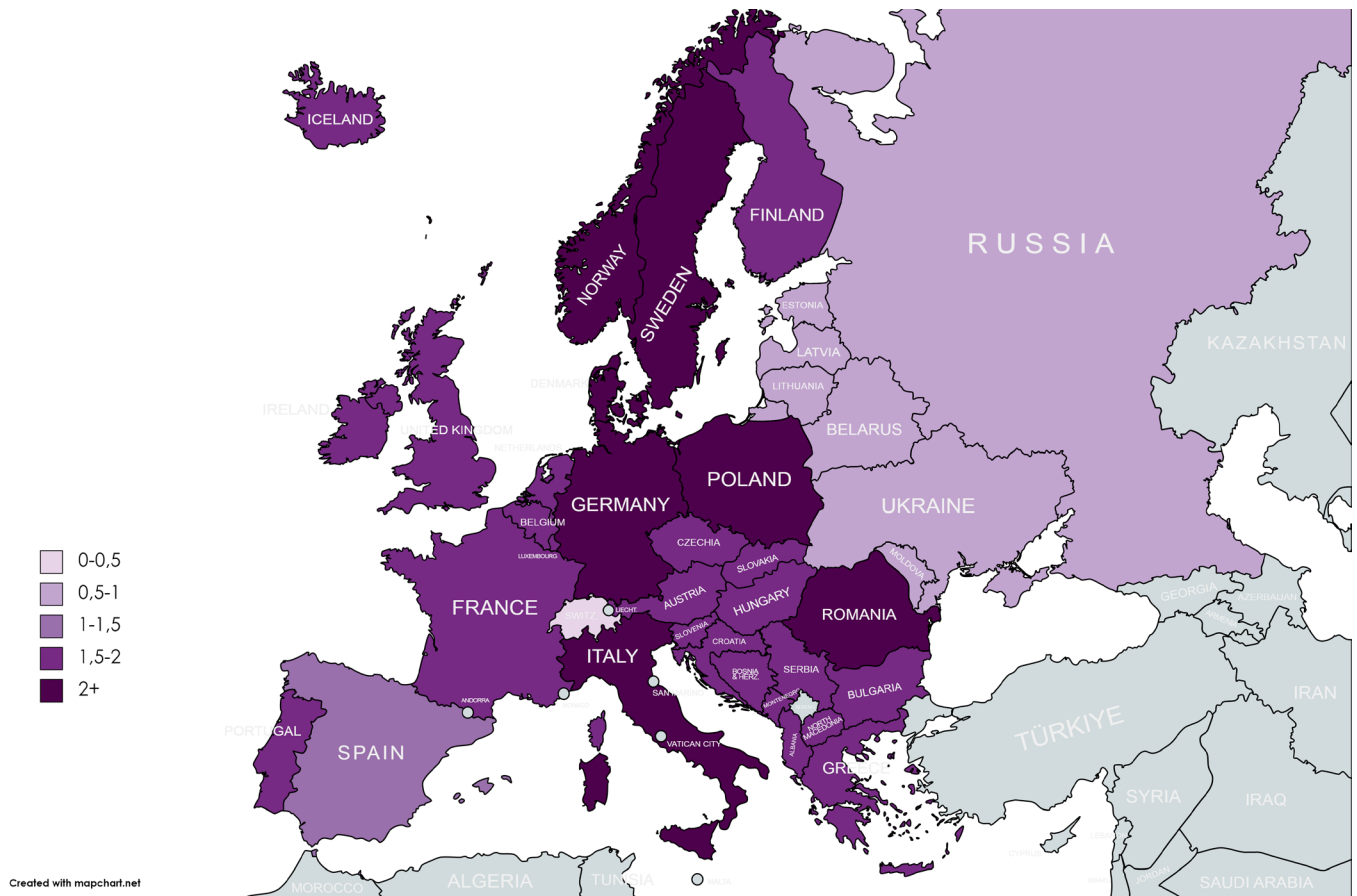 ICELAND
FINLAND
RUSSIA
NORWAY
SWEDEN
ESTONIA
KAZAKHSTAN
LATVIA
DENMARK
LITHUANIA
IRELAND
UNITED KINGDOM
BELARUS
NETHERLANDS
POLAND
GERMANY
UKRAINE
BELGIUM
CZECHIA
LUXEMBOURG
SLOVAKIA
MOLDOVA
0-0,5
0,5-1
1-1,5
1,5-2
2+
FRANCE
SWITZ.
LIECHT.
AUSTRIA
HUNGARY
ROMANIA
GEORGIA
AZERBAIJAN
ARMENIA
SLOVENIA
CROATIA
ITALY
BOSNIA
& HERZ.
SERBIA
SAN MARINO
MONACO
ANDORRA
MONTENEGRO
BULGARIA
IRAN
PORTUGAL
SPAIN
VATICAN CITY
NORTH
MACEDONIA
ALBANIA
TÜRKIYE
GREECE
SYRIA
IRAQ
CYPRUS
JORDAN
SAUDI ARABIA
MOROCCO
ALGERIA
TUNISIA
MALTA
Created with mapchart.net